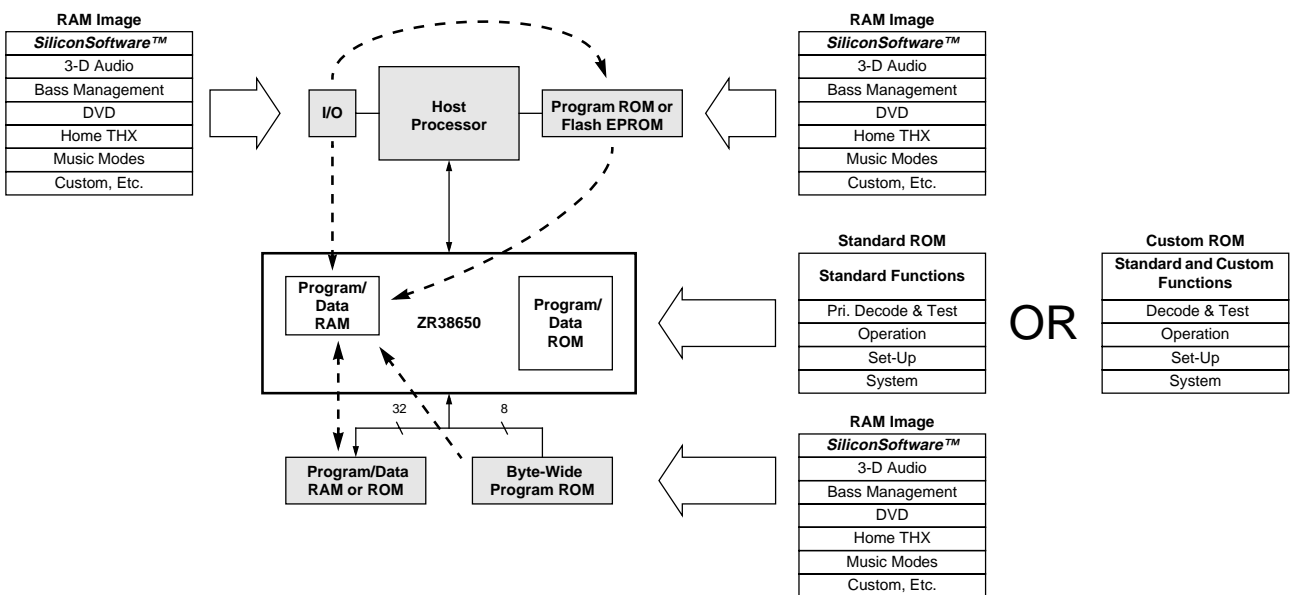 RAM Image
SiliconSoftware™
3-D Audio
Bass Management
DVD
Home THX
Music Modes
Custom, Etc.
I/O
Host
Processor
Program ROM or
Flash EPROM
RAM Image
SiliconSoftware™
3-D Audio
Bass Management
DVD
Home THX
Music Modes
Custom, Etc.
Program/
Data
RAM
ZR38650
Program/
Data
ROM
Standard ROM
Standard Functions
Pri. Decode & Test
Operation
Set-Up
System
OR
Custom ROM
Standard and Custom
Functions
Decode & Test
Operation
Set-Up
System
32
8
Program/Data
RAM or ROM
Byte-Wide
Program ROM
RAM Image
SiliconSoftware™
3-D Audio
Bass Management
DVD
Home THX
Music Modes
Custom, Etc.